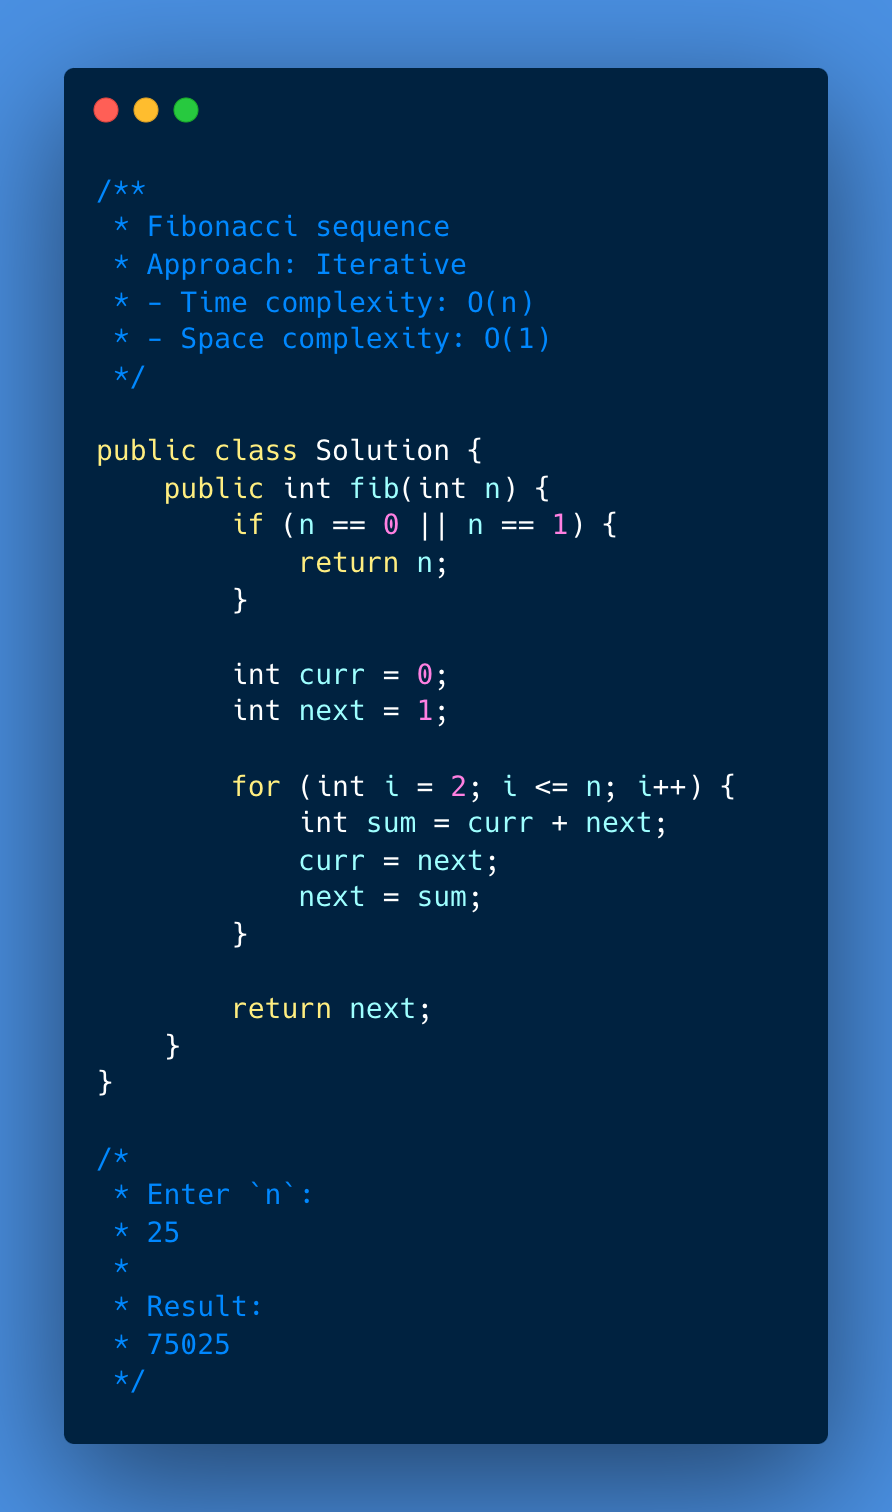 /**
 * Fibonacci sequence
 * Approach: Iterative
 * - Time complexity: O(n)
 * - Space complexity: O(1)
 */

public class Solution {
    public int fib(int n) {
        if (n == 0 || n == 1) {
            return n;
        }

        int curr = 0;
        int next = 1;

        for (int i = 2; i <= n; i++) {
            int sum = curr + next;
            curr = next;
            next = sum;
        }

        return next;
    }
}

/*
 * Enter `n`:
 * 25
 *
 * Result:
 * 75025
 */